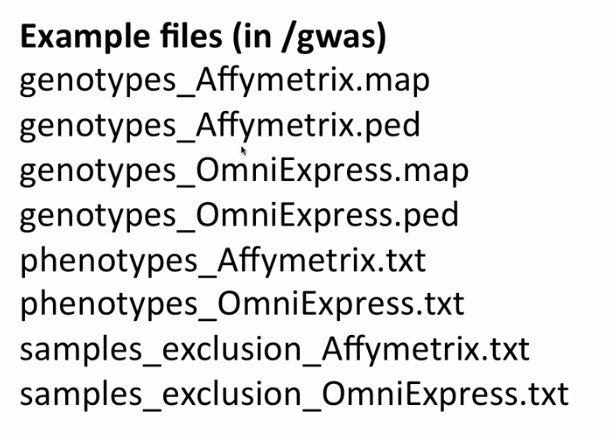 Example files (in /gwas)
genotypes_Affymetrix.map
genotypes_Affymetrix.ped
genotypes_OmniExpress.map
genotypes_OmniExpress.ped
phenotypes_Affymetrix.txt
phenotypes_OmniExpress.txt
samples_exclusion_Affymetrix.txt
samples_exclusion_OmniExpress.txt